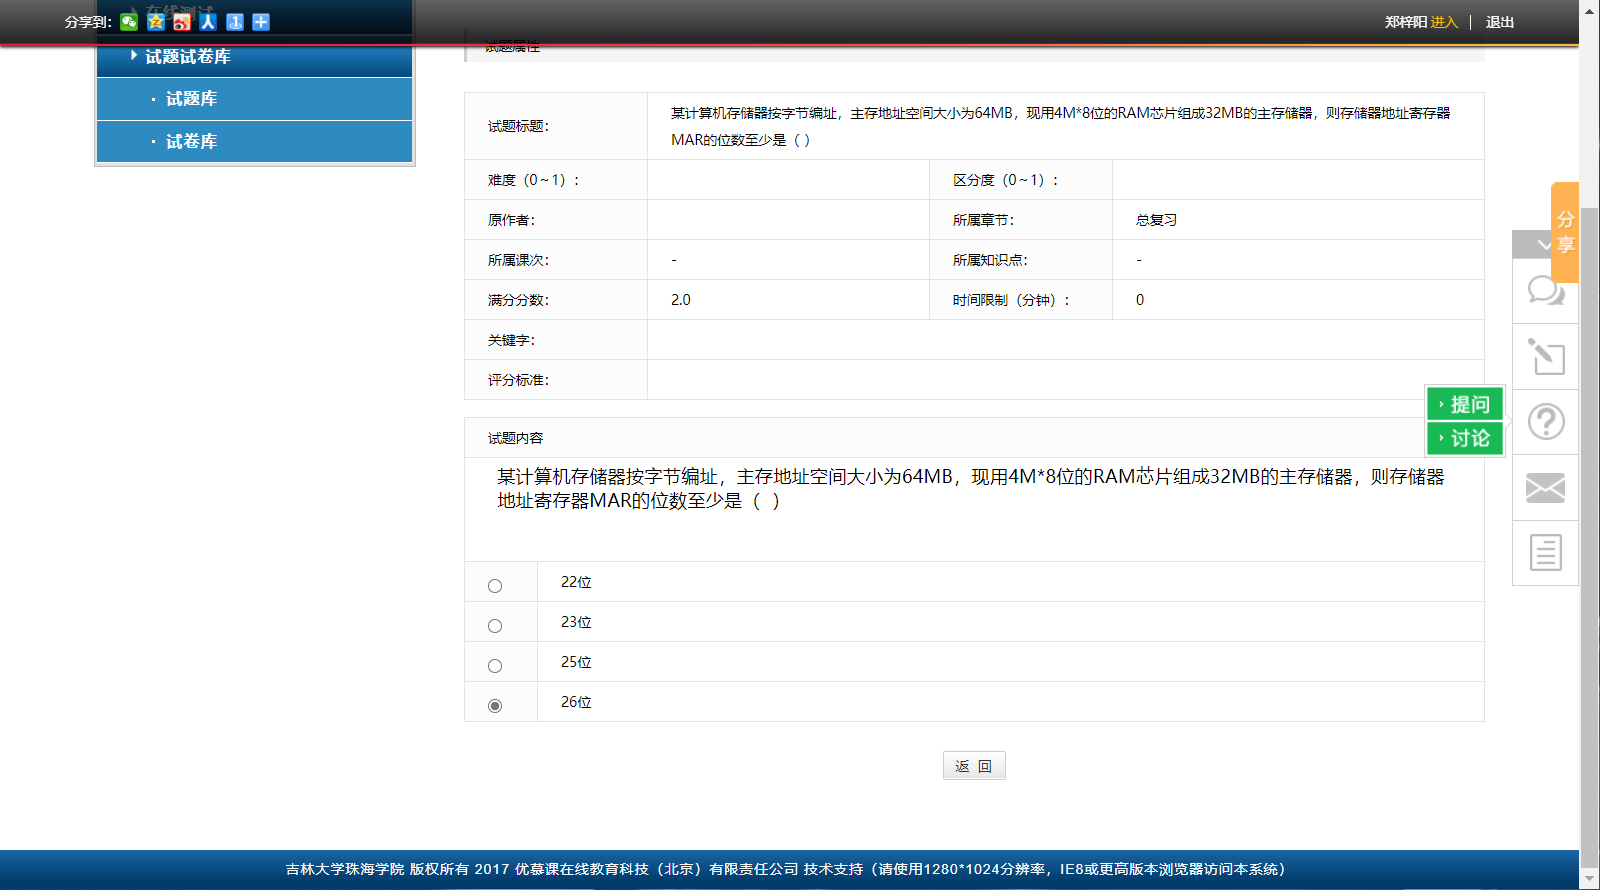 在线测试
分享到：
郑梓阳 进入 | 退出
试题试卷库
· 试题库
· 试卷库
试题属性
试题标题：
某计算机存储器按字节编址，主存地址空间大小为64MB，现用4M*8位的RAM芯片组成32MB的主存储器，则存储器地址寄存器
MAR的位数至少是（ ）
难度（0～1）：
区分度（0～1）：
原作者：
所属章节：
总复习
所属课次：
-
所属知识点：
-
满分分数：
2.0
时间限制（分钟）：
0
关键字：
评分标准：
试题内容
某计算机存储器按字节编址，主存地址空间大小为64MB，现用4M*8位的RAM芯片组成32MB的主存储器，则存储器
地址寄存器MAR的位数至少是（ ）
22位
23位
25位
26位
返 回
分
享
提问
讨论
吉林大学珠海学院 版权所有 2017 优慕课在线教育科技（北京）有限责任公司 技术支持（请使用1280*1024分辨率，IE8或更高版本浏览器访问本系统）